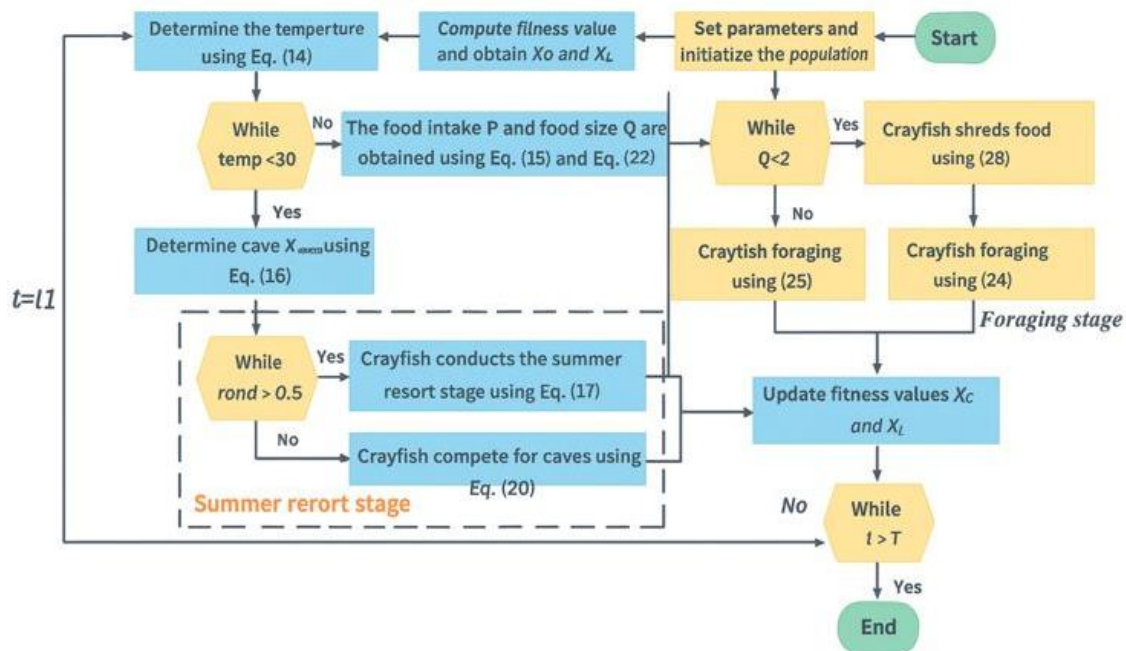 Start
Set parameters and
initiatize the population
Compute filness value
and obtain Xo and XL
Determine the temperture
using Eq. (14)
While
temp <30
No
The food intake P and food size Q are
obtained using Eq. (15) and Eq. (22)
While
Q<2
Yes
Crayfish shreds food
using (28)
Yes
No
Determine cave X using
Eq. (16)
Craytish foraging
using (25)
Crayfish foraging
using (24)
t=l1
Foraging stage
While
rond > 0.5
Yes
Crayfish conducts the summer
resort stage using Eq. (17)
Update fitness values XC
and XL
No
Crayfish compete for caves using
Eq. (20)
Summer rerort stage
No
While
t > T
Yes
End